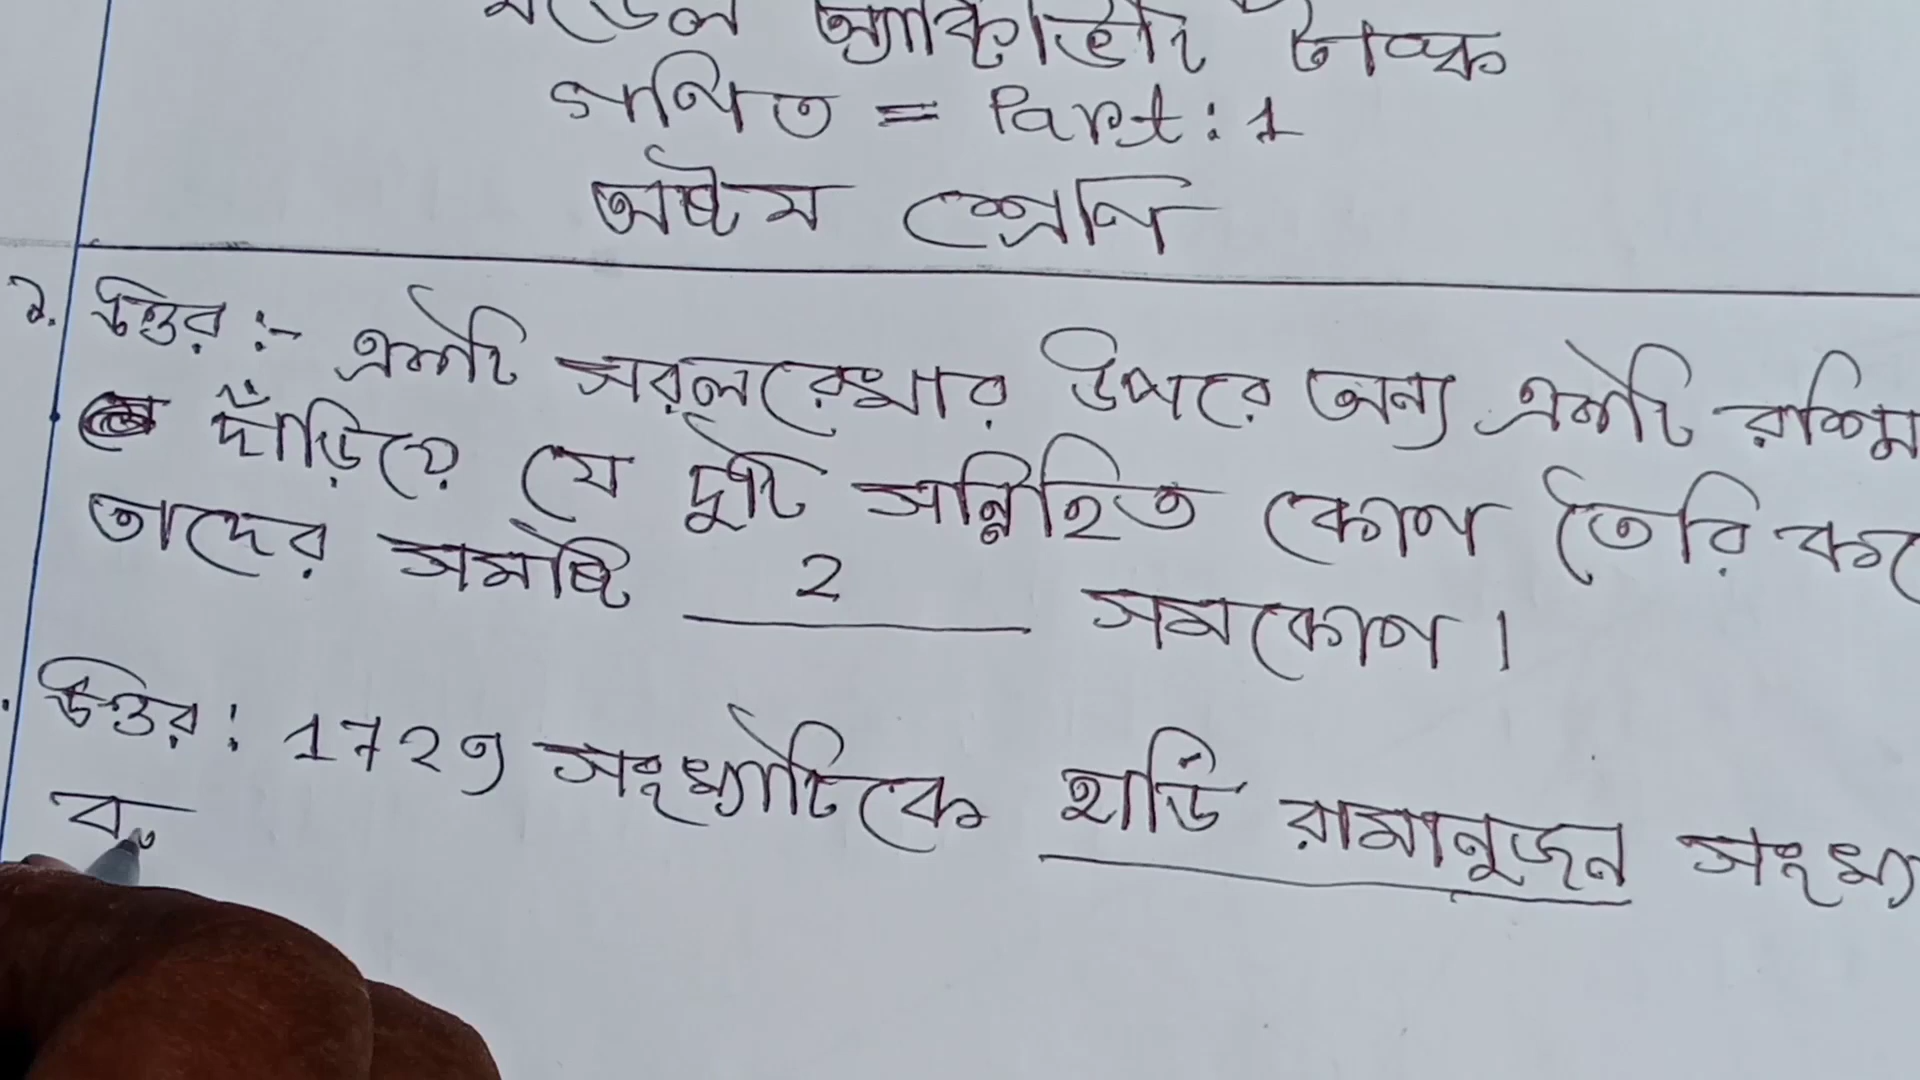 মডেল অ্যাকটিভিটি টাস্ক
গণিত = Part : 1
অষ্টম শ্রেণি
১. উত্তর :- একটি সরলরেখার উপরে অন্য একটি রশ্মি
দাঁড়িয়ে যে দুটি সন্নিহিত কোণ তৈরি করে
তাদের সমষ্টি 2 সমকোণ ।
উত্তর : 1729 সংখ্যাটিকে হার্ডি রামানুজন সংখ্যা
ব